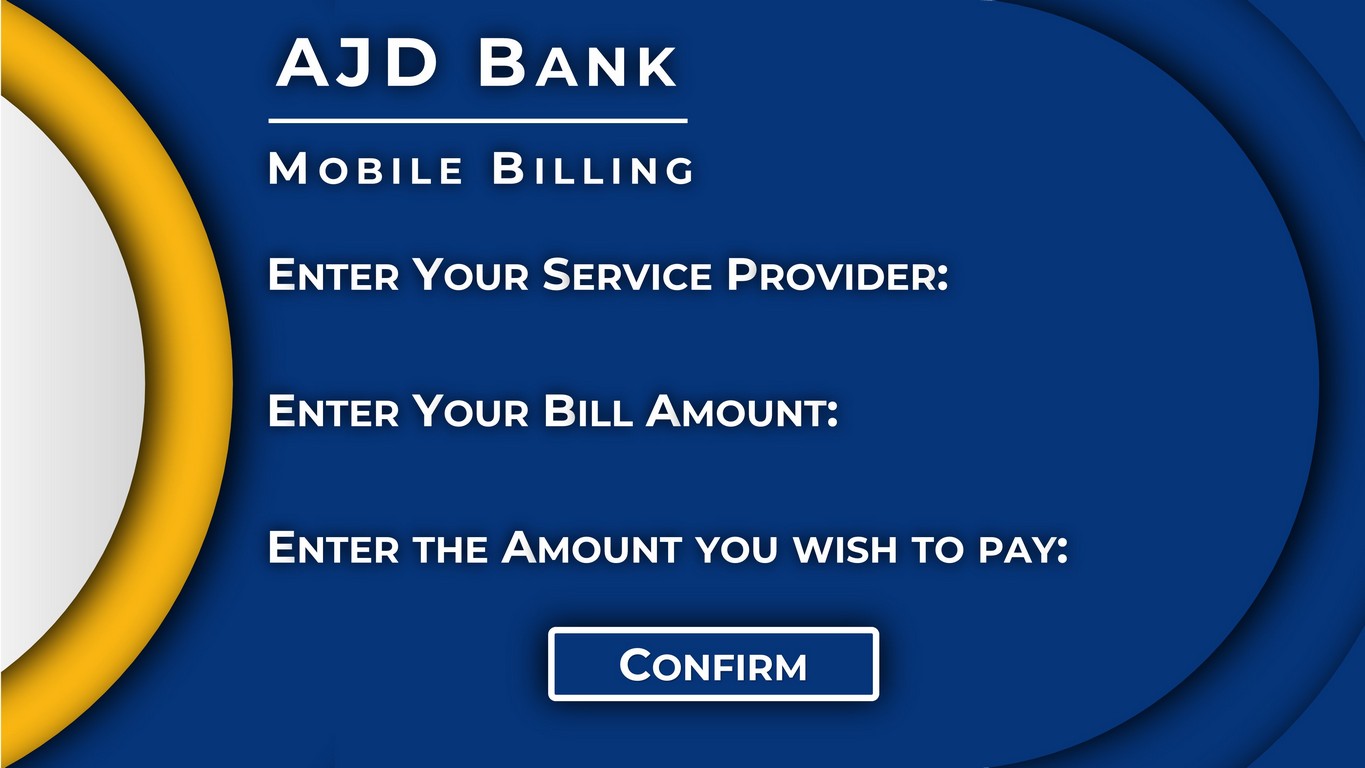 AJD Bank
Mobile Billing
Enter Your Service Provider:
Enter Your Bill Amount:
Enter the Amount you wish to pay:
Confirm